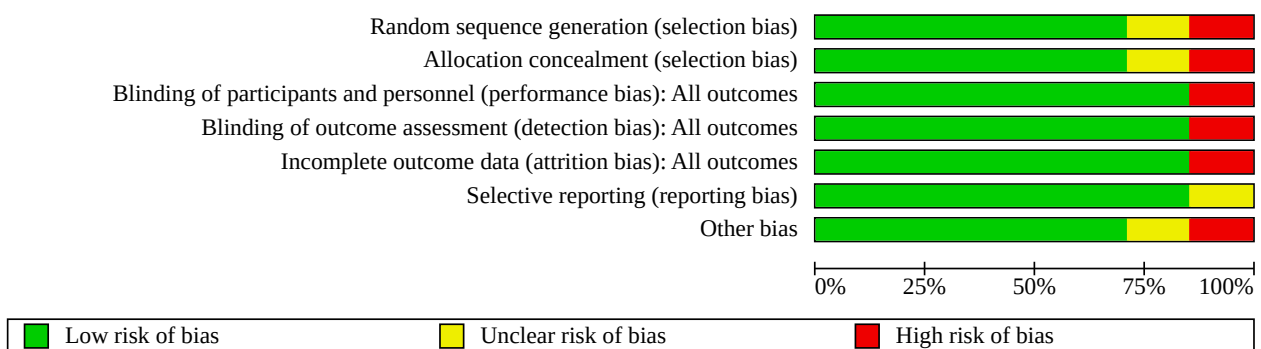 Random sequence generation (selection bias)
Allocation concealment (selection bias)
Blinding of participants and personnel (performance bias): All outcomes
Blinding of outcome assessment (detection bias): All outcomes
Incomplete outcome data (attrition bias): All outcomes
Selective reporting (reporting bias)
Other bias
0% 25% 50% 75% 100%
Low risk of bias Unclear risk of bias High risk of bias